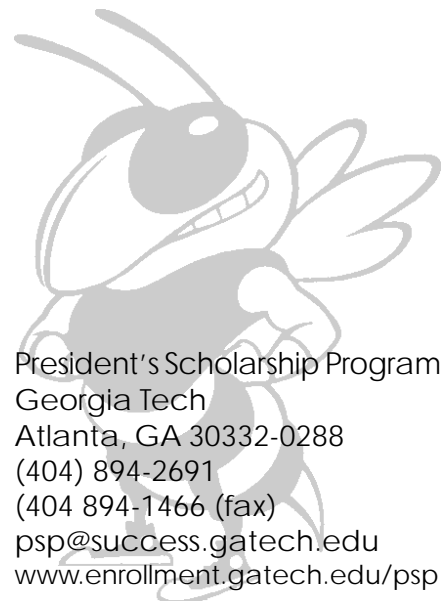 President's Scholarship Program
Georgia Tech
Atlanta, GA 30332-0288
(404) 894-2691
(404 894-1466 (fax)
psp@success.gatech.edu
www.enrollment.gatech.edu/psp